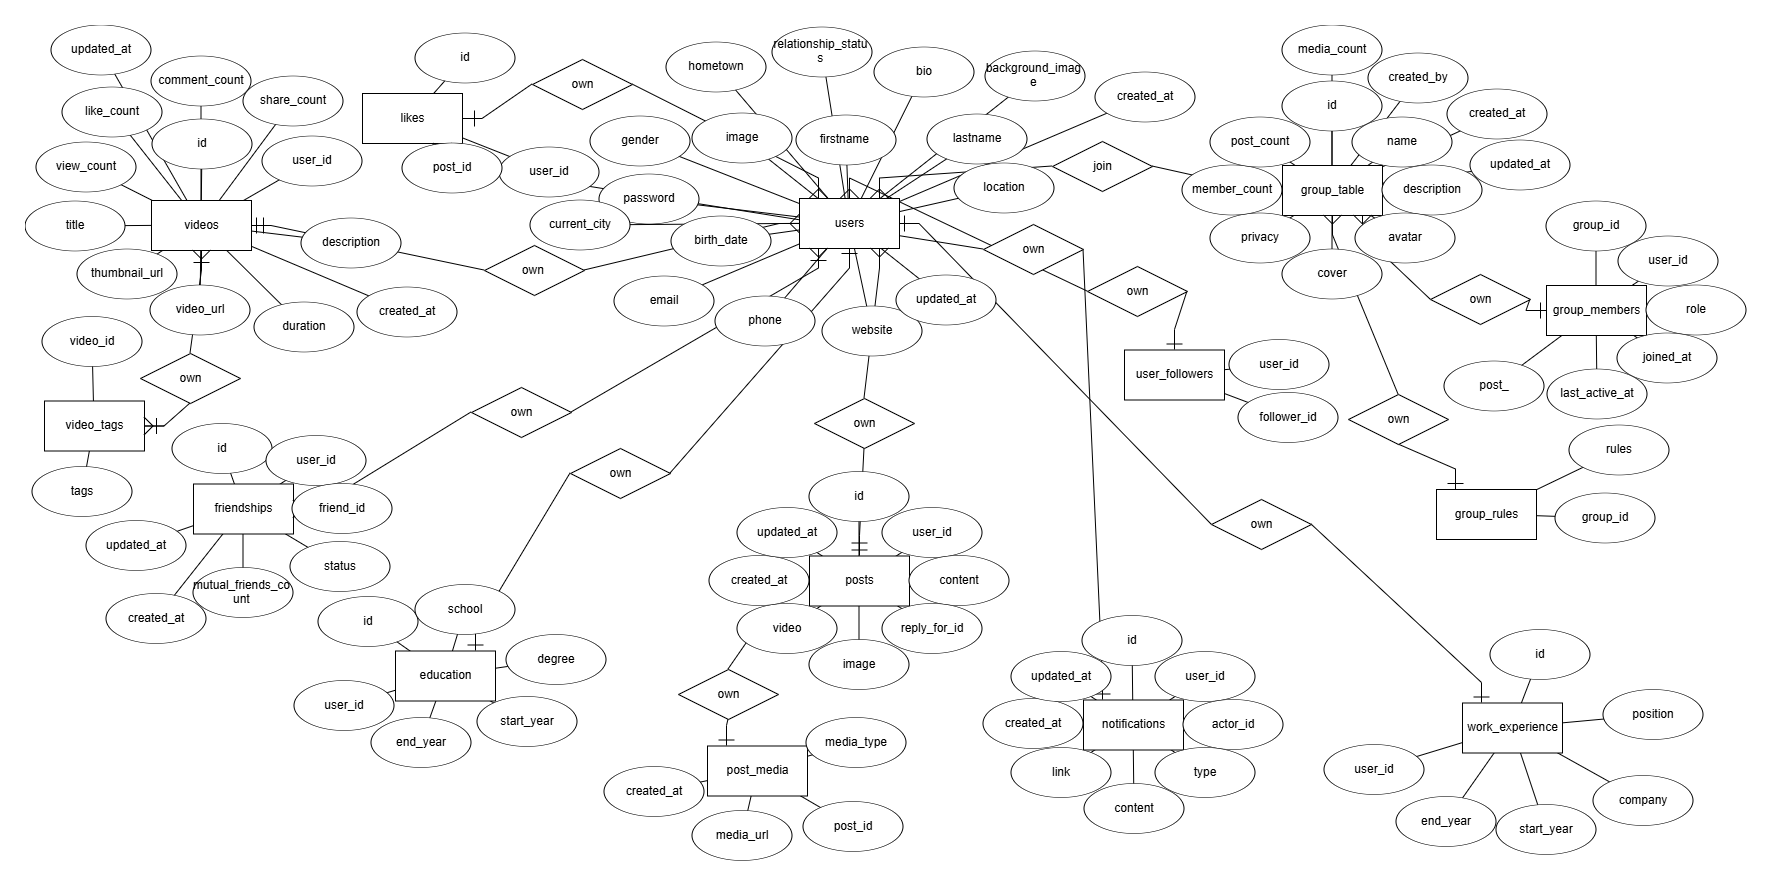 updated_at
comment_count
like_count
share_count
id
view_count
user_id
title
videos
description
thumbnail_url
video_url
duration
created_at
own
video_id
own
video_tags
tags
id
likes
own
post_id
user_id
hometown
relationship_statu
s
bio
background_imag
e
created_at
gender
image
firstname
lastname
password
location
current_city
birth_date
users
email
phone
website
updated_at
join
own
own
media_count
id
created_by
created_at
post_count
name
updated_at
member_count
group_table
description
privacy
avatar
cover
group_id
user_id
own
group_members
role
joined_at
post_
last_active_at
user_followers
user_id
follower_id
own
rules
group_rules
group_id
id
user_id
friendships
friend_id
updated_at
status
mutual_friends_co
unt
created_at
own
own
id
school
degree
education
user_id
start_year
end_year
own
id
updated_at
user_id
created_at
posts
content
video
reply_for_id
image
own
media_type
post_media
created_at
media_url
post_id
id
updated_at
user_id
created_at
notifications
actor_id
link
type
content
own
id
position
work_experience
user_id
company
end_year
start_year